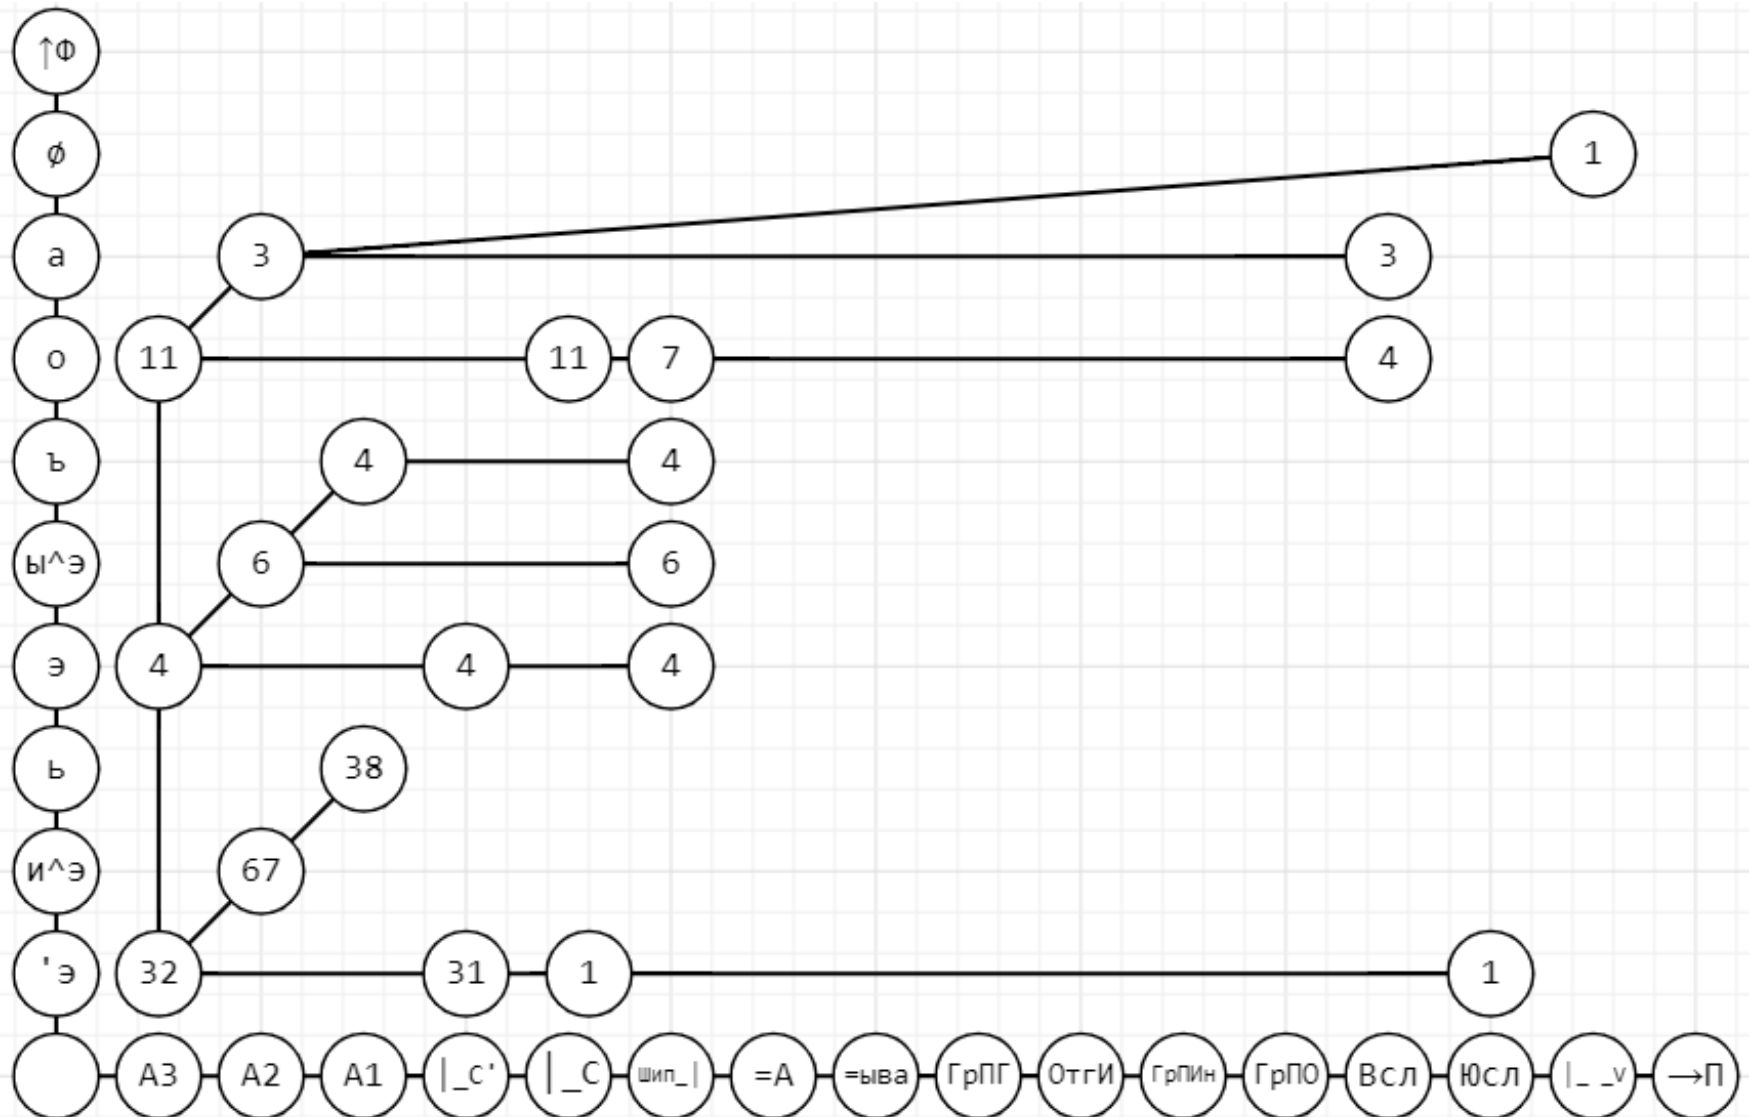 ↑Ф
ø 1
а 3 3
о 11 11 7 4
ъ 4 4
ы^э 6 6
э 4 4 4
ь 38
и^э 67
'э 32 31 1 1
А3 А2 А1 |_С' |_С Шип_| =А =ыва ГрПГ ОтгИ ГрПИн ГрПО Всл Юсл |_ _v →П